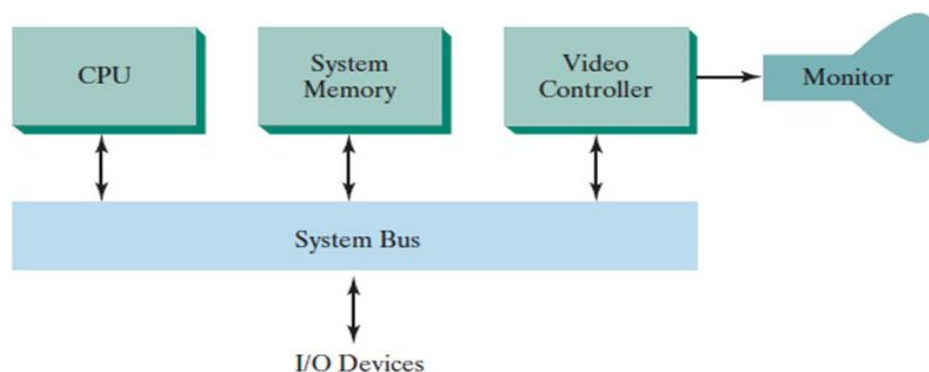 CPU
System
Memory
Video
Controller
Monitor
System Bus
I/O Devices